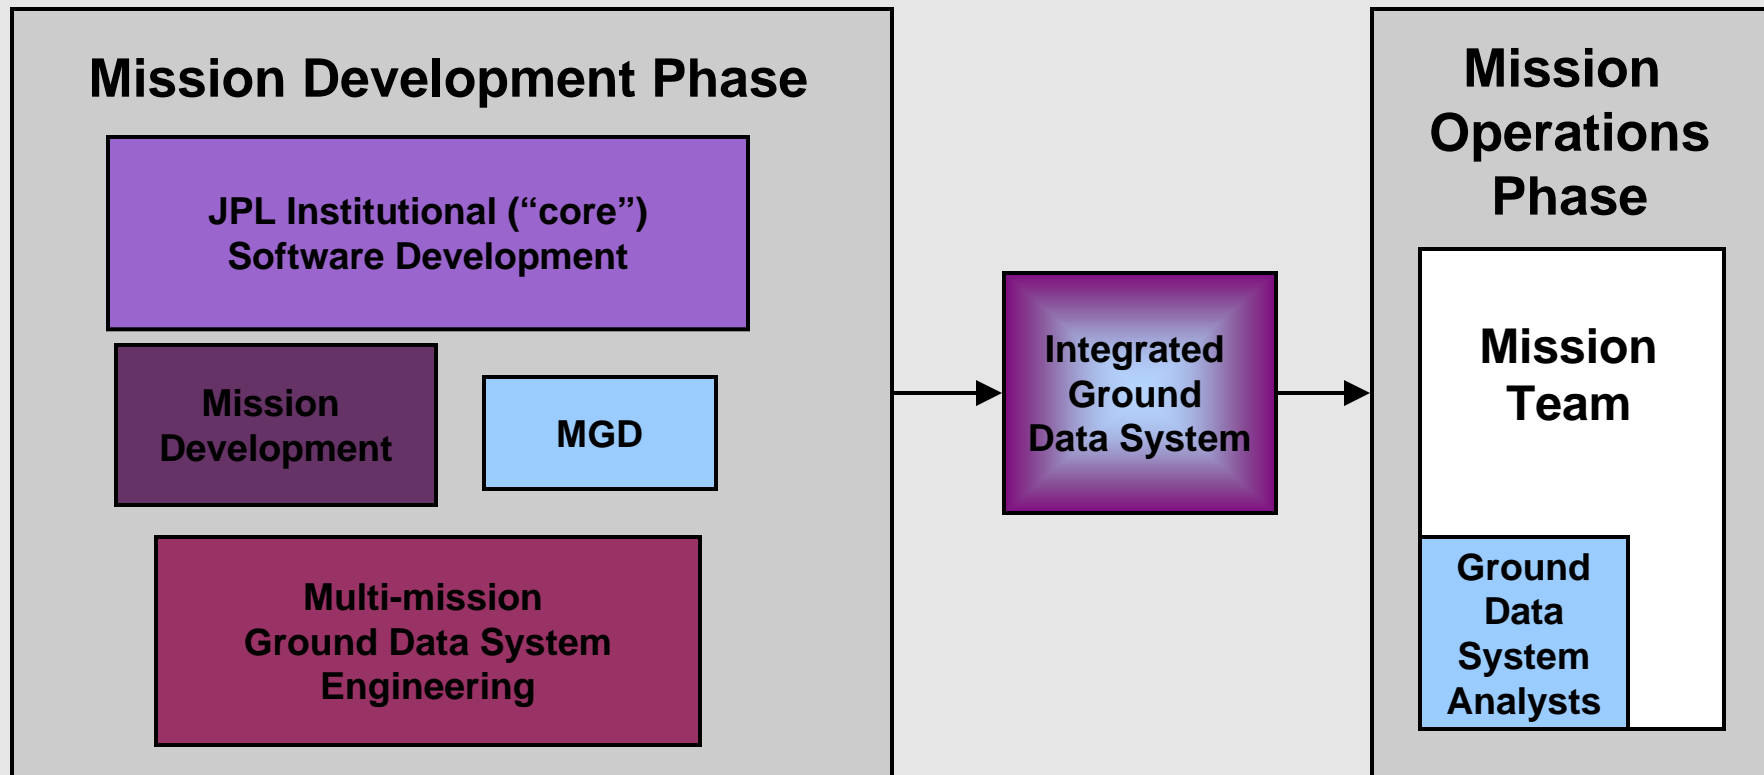 Mission Development Phase
JPL Institutional (“core”)
Software Development
Mission
Development
MGD
Multi-mission
Ground Data System
Engineering
Integrated
Ground
Data System
Mission
Operations
Phase
Mission
Team
Ground
Data
System
Analysts